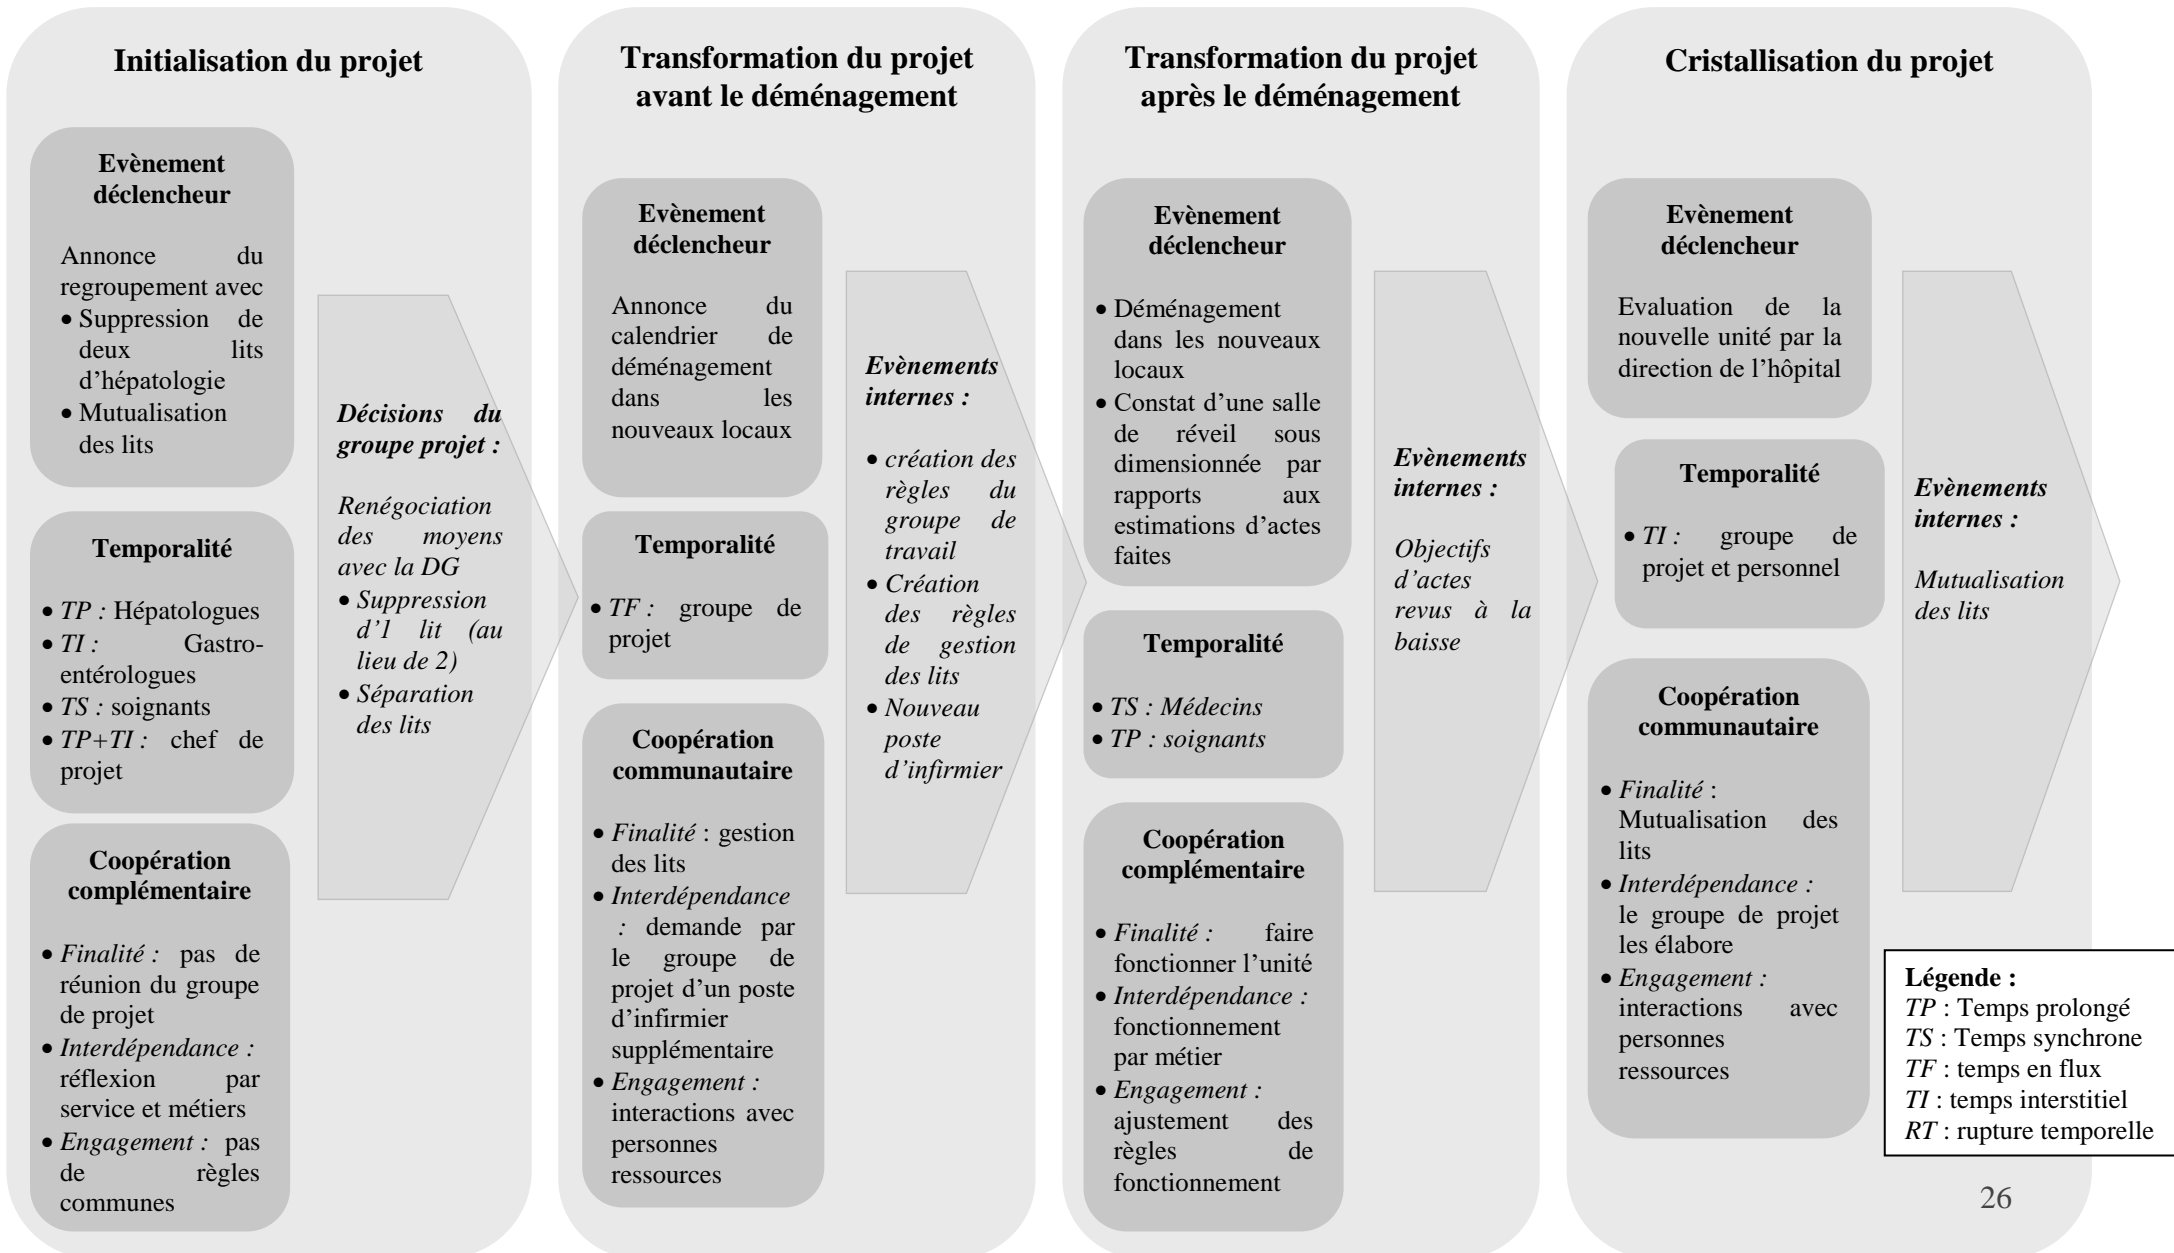 Initialisation du projet
Evènement
déclencheur
Annonce du
regroupement avec
• Suppression de
deux lits
d’hépatologie
• Mutualisation
des lits
Temporalité
• TP : Hépatologues
• TI : Gastro-
entérologues
• TS : soignants
• TP+TI : chef de
projet
Coopération
complémentaire
• Finalité : pas de
réunion du groupe
de projet
• Interdépendance :
réflexion par
service et métiers
• Engagement : pas
de règles
communes
Décisions du
groupe projet :
Renégociation
des moyens
avec la DG
• Suppression
d’1 lit (au
lieu de 2)
• Séparation
des lits
Transformation du projet
avant le déménagement
Evènement
déclencheur
Annonce du
calendrier de
déménagement
dans les
nouveaux locaux
Temporalité
• TF : groupe de
projet
Coopération
communautaire
• Finalité : gestion
des lits
• Interdépendance
: demande par
le groupe de
projet d’un poste
d’infirmier
supplémentaire
• Engagement :
interactions avec
personnes
ressources
Evènements
internes :
• création des
règles du
groupe de
travail
• Création
des règles
de gestion
des lits
• Nouveau
poste
d’infirmier
Transformation du projet
après le déménagement
Evènement
déclencheur
• Déménagement
dans les nouveaux
locaux
• Constat d’une salle
de réveil sous
dimensionnée par
rapports aux
estimations d’actes
faites
Temporalité
• TS : Médecins
• TP : soignants
Coopération
complémentaire
• Finalité : faire
fonctionner l’unité
• Interdépendance :
fonctionnement
par métier
• Engagement :
ajustement des
règles de
fonctionnement
Evènements
internes :
Objectifs
d’actes
revus à la
baisse
Cristallisation du projet
Evènement
déclencheur
Evaluation de la
nouvelle unité par la
direction de l’hôpital
Temporalité
• TI : groupe de
projet et personnel
Coopération
communautaire
• Finalité :
Mutualisation des
lits
• Interdépendance :
le groupe de projet
les élabore
• Engagement :
interactions avec
personnes
ressources
Evènements
internes :
Mutualisation
des lits
Légende :
TP : Temps prolongé
TS : Temps synchrone
TF : temps en flux
TI : temps interstitiel
RT : rupture temporelle
26